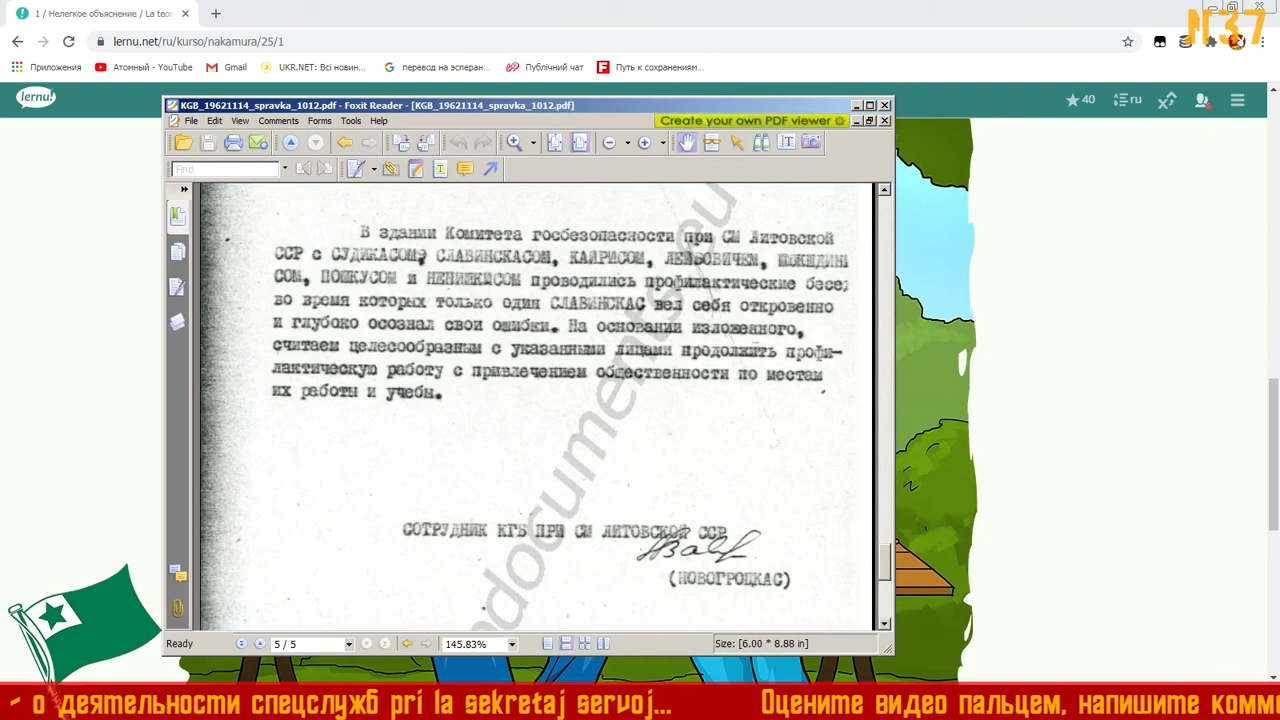 1 / Нелегкое объяснение / La teor
N37
lernu.net/ru/kurso/nakamura/25/1
Приложения
Атомный - YouTube
Gmail
UKR.NET: Всі новин...
перевод на эсперан...
Публічний чат
Путь к сохранениям...
lernu!
40
ru
KGB_19621114_spravka_1012.pdf - Foxit Reader - [KGB_19621114_spravka_1012.pdf]
File Edit View Comments Forms Tools Help
Create your own PDF viewer
Find
В здании Комитета госбезопасности при СМ Литовской
ССР с СУДИКАСОМ, СЛАВИНСКАСОМ, КАЙРИСОМ, ЛЕЙБОВИЧЕМ,
СОМ, ПОШКУСОМ и НЕНИШКИСОМ проводились профилактические бесе
во время которых только один СЛАВИНСКАС вел себя откровенно
и глубоко осознал свои ошибки. На основании изложенного,
считаем целесообразным с указанными лицами продолжить профи-
лактическую работу с привлечением общественности по местам
их работы и учебы.
СОТРУДНИК КГБ ПРИ СМ ЛИТОВСКОЙ ССР
(НОВОГРОЦКАС)
documents.eu
Ready
5 / 5
145.83%
Size: [6.00 * 8.88 in]
- о деятельности спецслужб pri la sekretaj servoj... Оцените видео пальцем, напишите комм